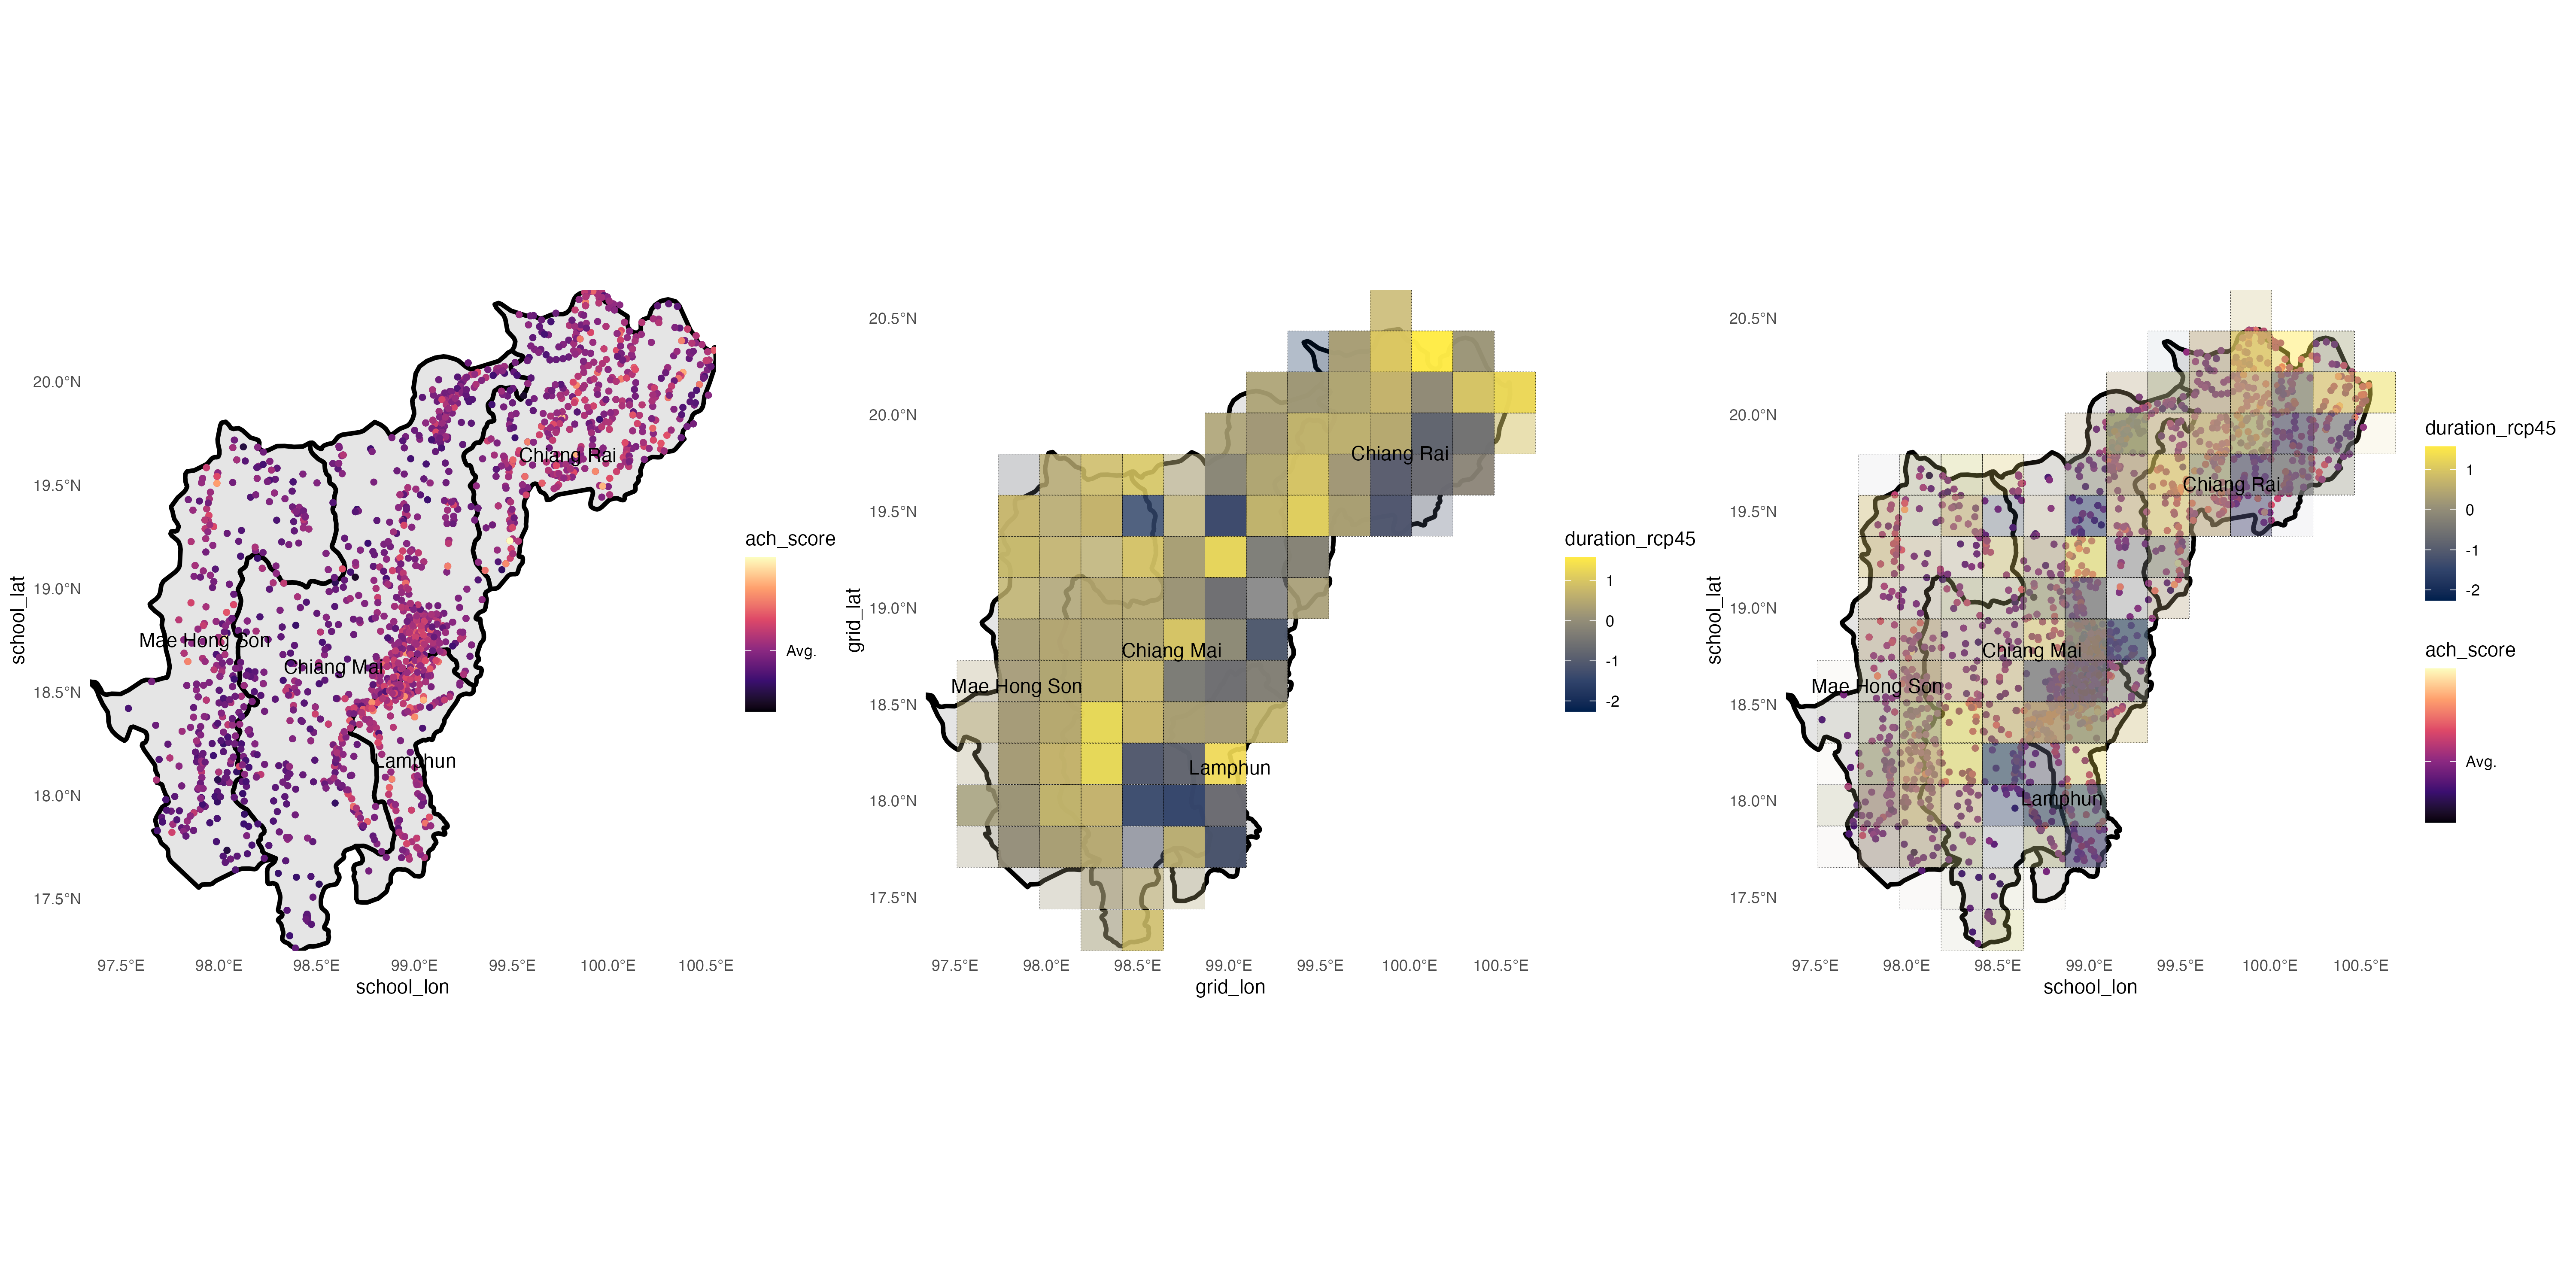 school_lat
20.0°N
19.5°N
19.0°N
18.5°N
18.0°N
17.5°N
Chiang Rai
Mae Hong Son
Chiang Mai
Lamphun
97.5°E 98.0°E 98.5°E 99.0°E 99.5°E 100.0°E 100.5°E
school_lon
ach_score
Avg.
grid_lat
20.5°N
20.0°N
19.5°N
19.0°N
18.5°N
18.0°N
17.5°N
Chiang Rai
Chiang Mai
Mae Hong Son
Lamphun
97.5°E 98.0°E 98.5°E 99.0°E 99.5°E 100.0°E 100.5°E
grid_lon
duration_rcp45
1
0
-1
-2
school_lat
20.5°N
20.0°N
19.5°N
19.0°N
18.5°N
18.0°N
17.5°N
Chiang Rai
Chiang Mai
Mae Hong Son
Lamphun
97.5°E 98.0°E 98.5°E 99.0°E 99.5°E 100.0°E 100.5°E
school_lon
duration_rcp45
1
0
-1
-2
ach_score
Avg.